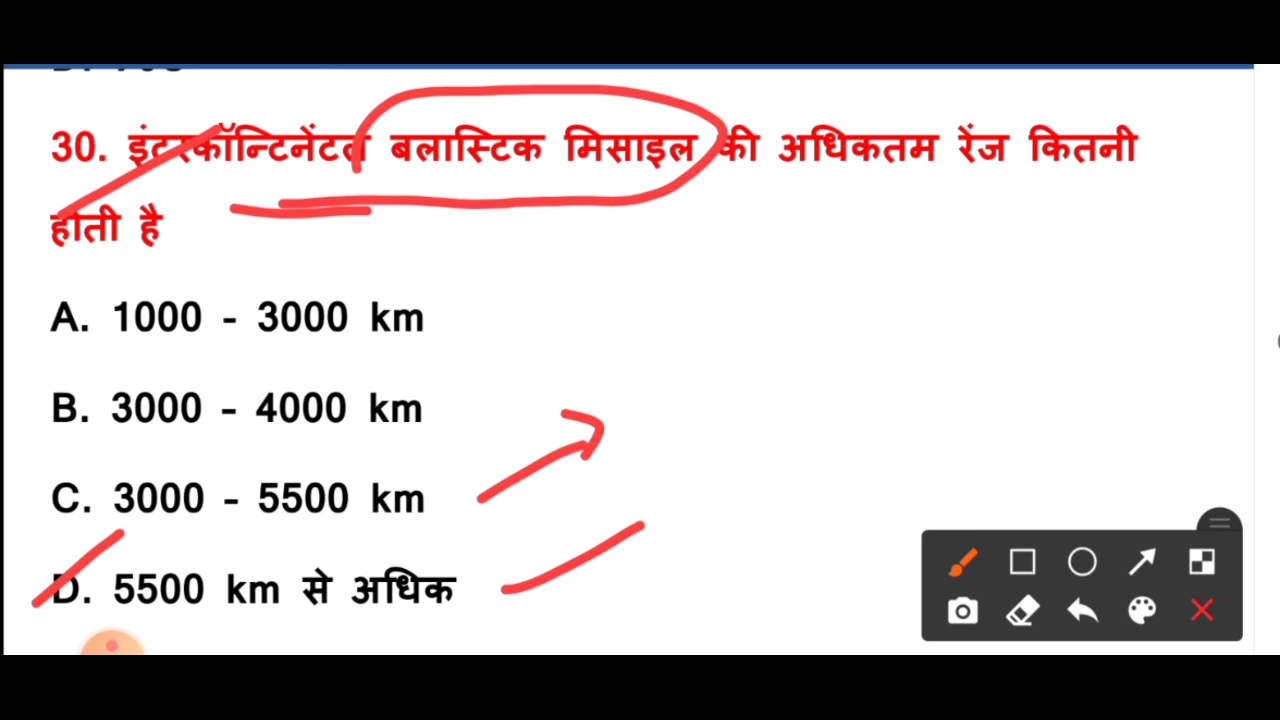 30. इंटरकॉन्टिनेंटल बलास्टिक मिसाइल की अधिकतम रेंज कितनी
होती है
A. 1000 - 3000 km
B. 3000 - 4000 km
C. 3000 - 5500 km
D. 5500 km से अधिक